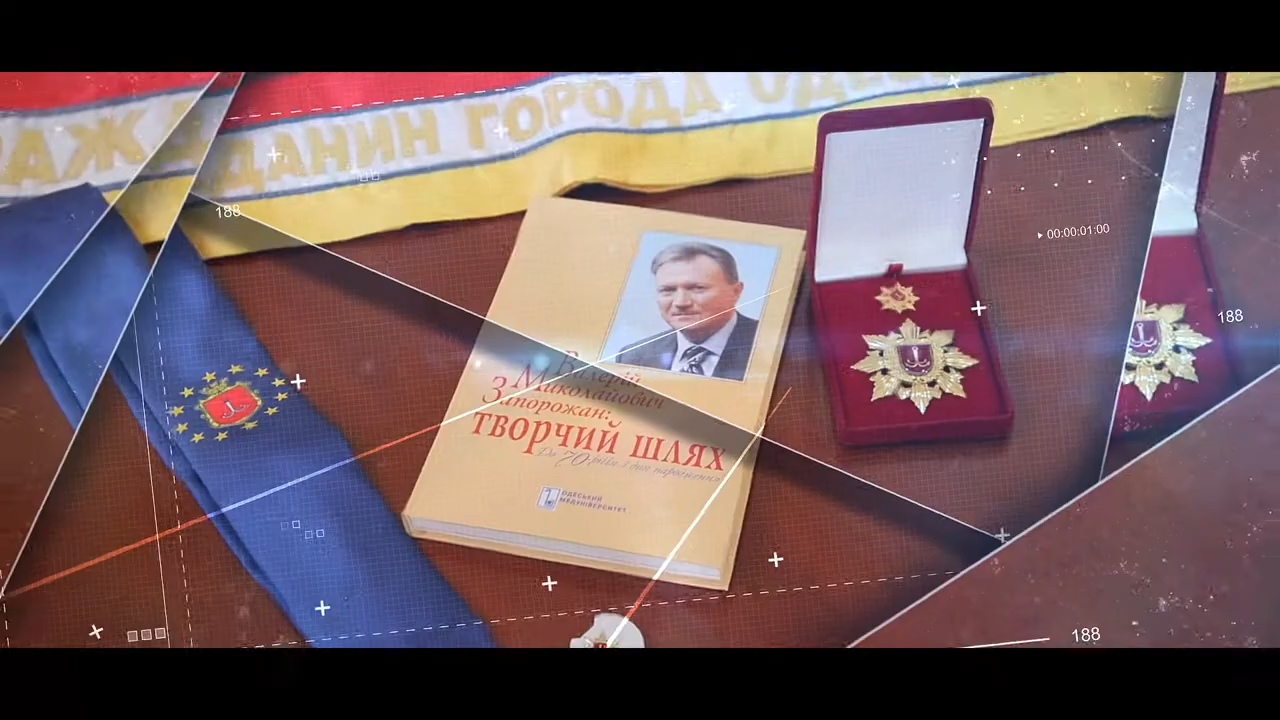 ДАНИН ГОРОДА
188
00:00:01:00
188
Валерій
Миколайович
Запорожан:
творчий шлях
До 70-річчя з дня народження
ОДЕСЬКИЙ
МЕДУНІВЕРСИТЕТ
188